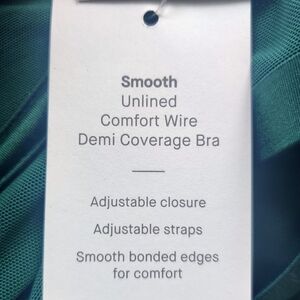 Smooth
Unlined
Comfort Wire
Demi Coverage Bra
Adjustable closure
Adjustable straps
Smooth bonded edges
for comfort